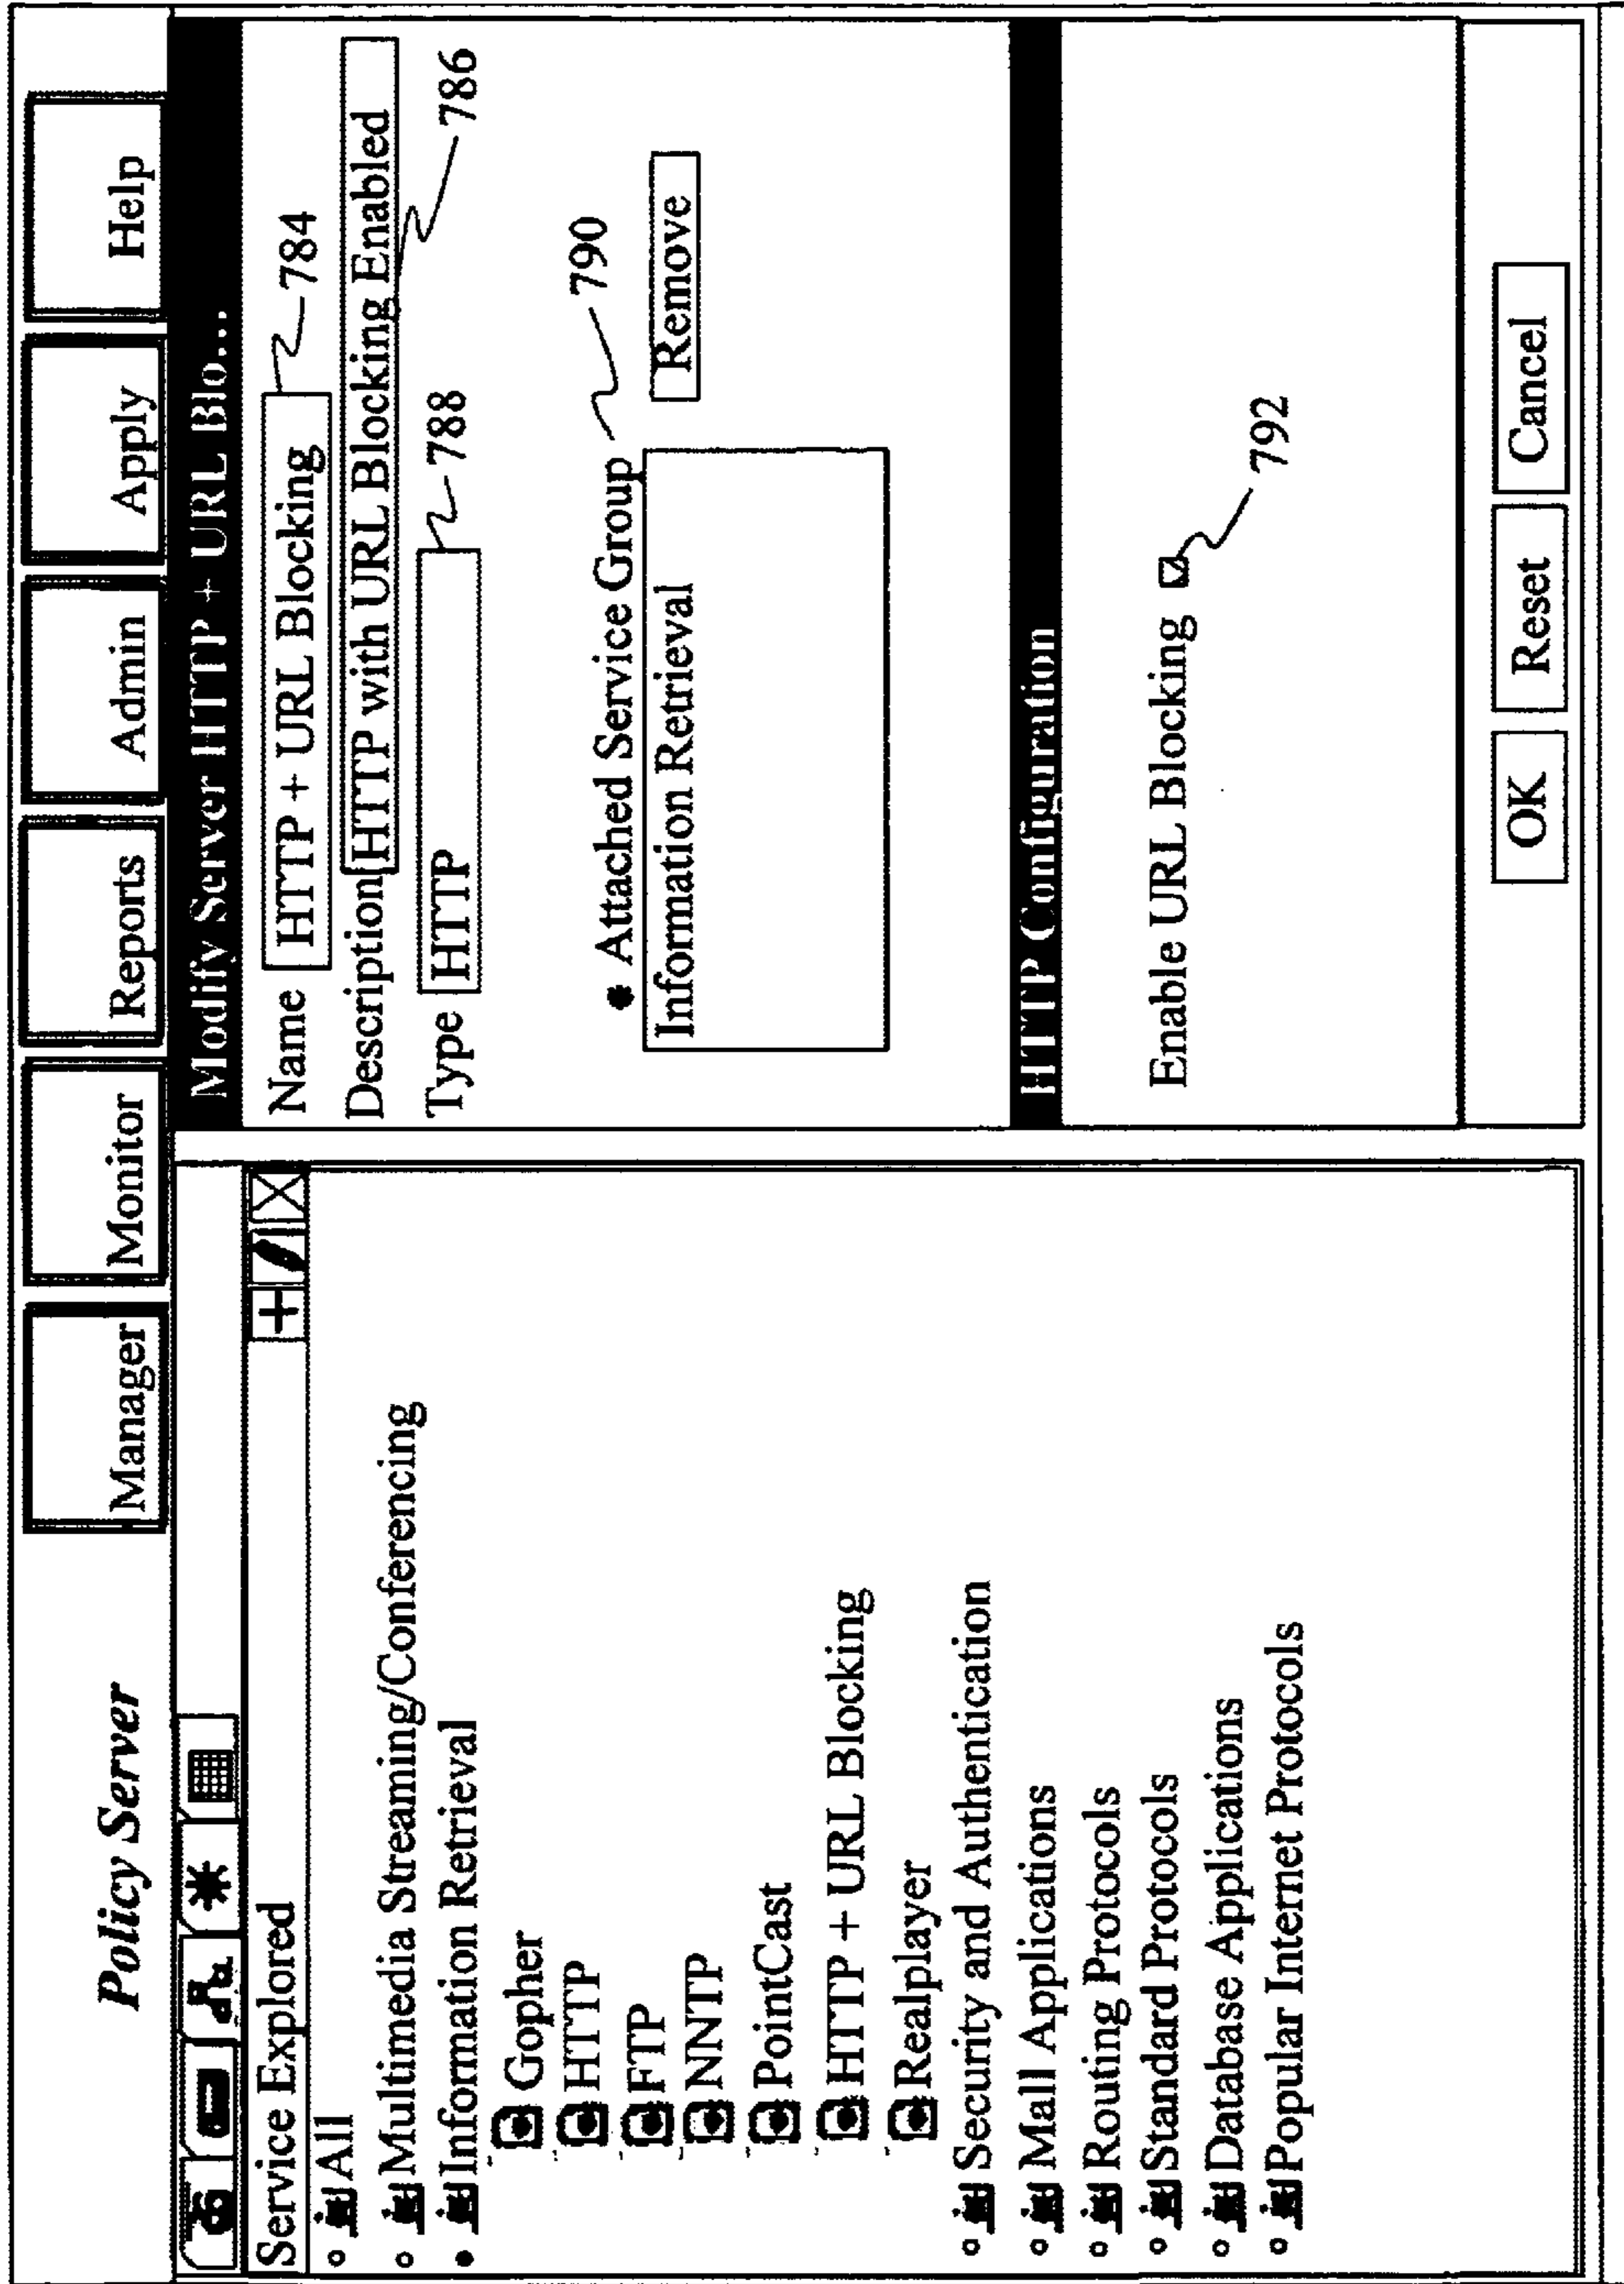 Policy Server
Manager
Monitor
Reports
Admin
Apply
Help
Service Explored
All
Multimedia Streaming/Conferencing
Information Retrieval
Gopher
HTTP
FTP
NNTP
PointCast
HTTP + URL Blocking
Realplayer
Security and Authentication
Mall Applications
Routing Protocols
Standard Protocols
Database Applications
Popular Internet Protocols
Modify Server HTTP + URL Blo...
Name HTTP + URL Blocking 784
Description HTTP with URL Blocking Enabled
786
Type HTTP 788
Attached Service Group 790
Information Retrieval
Remove
HTTP Configuration
Enable URL Blocking
792
OK Reset Cancel